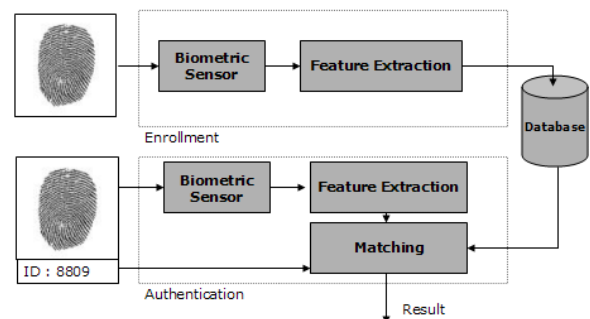 Biometric
Sensor
Feature Extraction
Database
Enrollment
Biometric
Sensor
Feature Extraction
Matching
ID : 8809
Authentication
Result